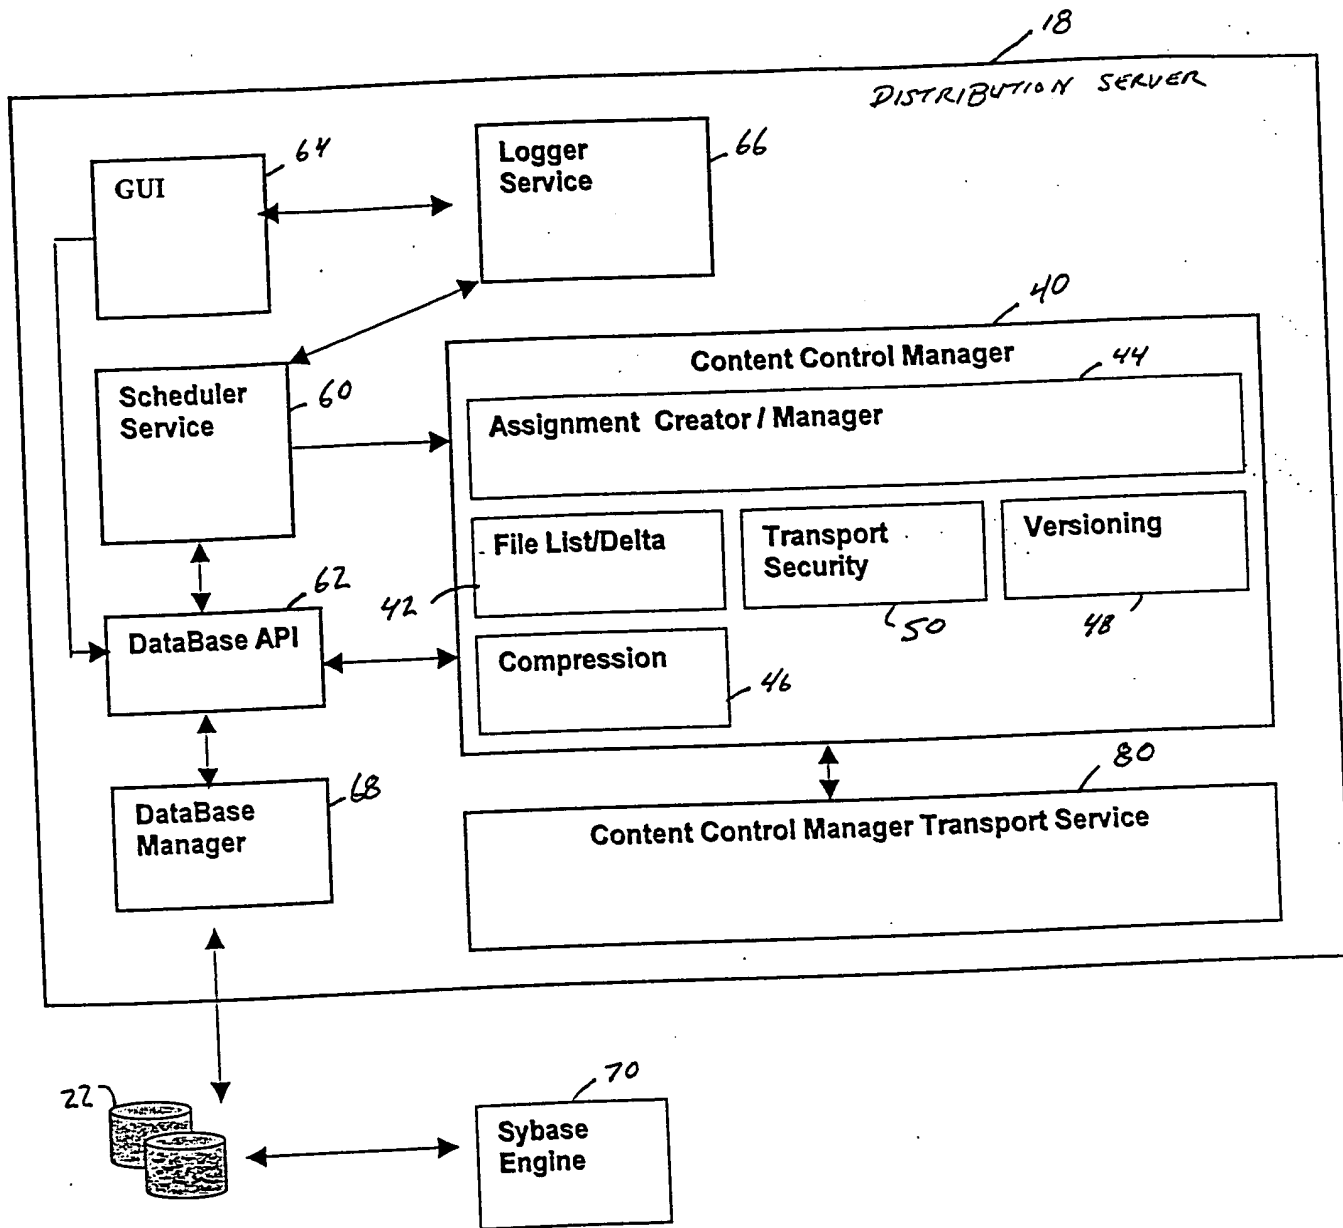 18
DISTRIBUTION SERVER
64
GUI
Logger
Service
66
40
Content Control Manager
44
Scheduler
Service
60
Assignment Creator / Manager
File List/Delta
Transport
Security
Versioning
62
42
50
48
DataBase API
Compression
46
68
80
DataBase
Manager
Content Control Manager Transport Service
22
70
Sybase
Engine